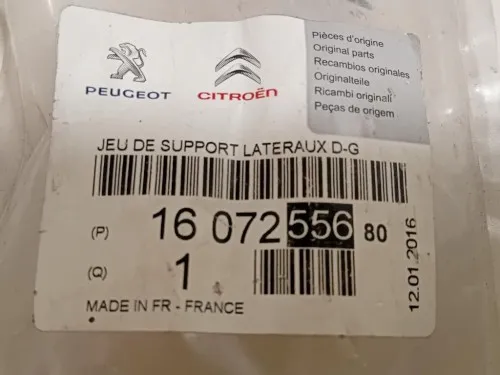 PEUGEOT
CITROËN
Pièces d'origine
Original parts
Recambios originales
Originalteile
Ricambi originali
Peças de origem
JEU DE SUPPORT LATERAUX D-G
(P) 16 072 556 80
(Q) 1
MADE IN FR - FRANCE
12.01.2016